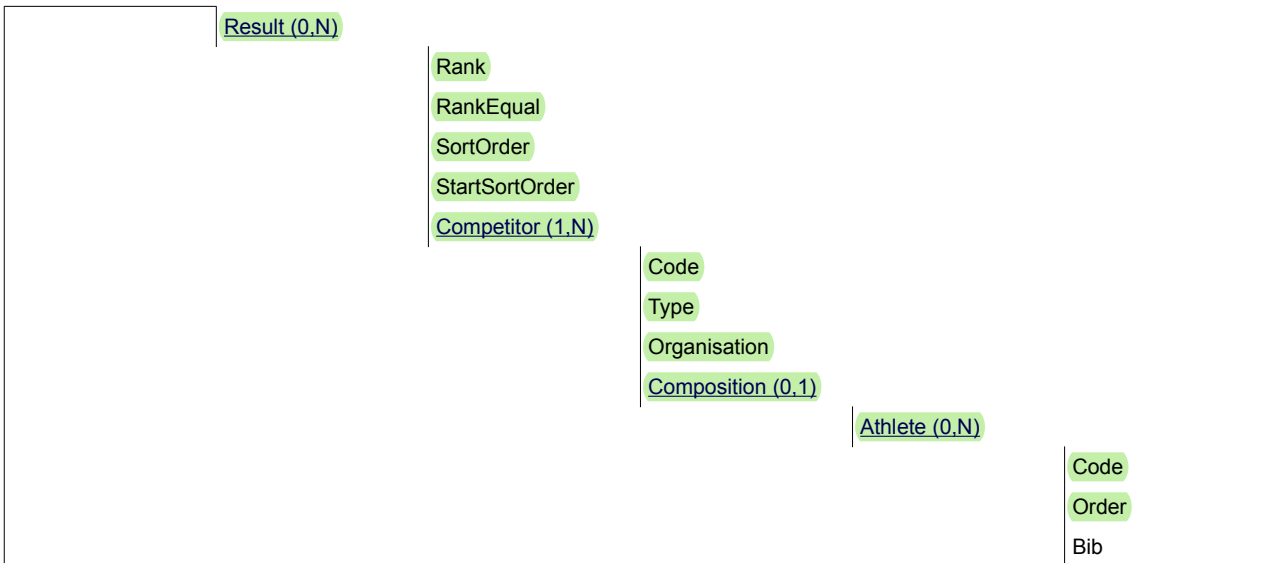 Result (0,N)
Rank
RankEqual
SortOrder
StartSortOrder
Competitor (1,N)
Code
Type
Organisation
Composition (0,1)
Athlete (0,N)
Code
Order
Bib